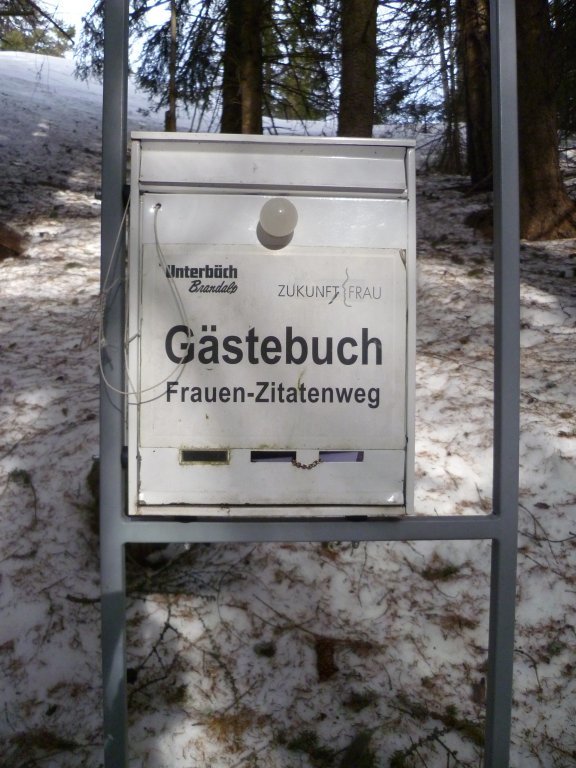 Unterbäch
Brandalp
ZUKUNFT FRAU
Gästebuch
Frauen-Zitatenweg